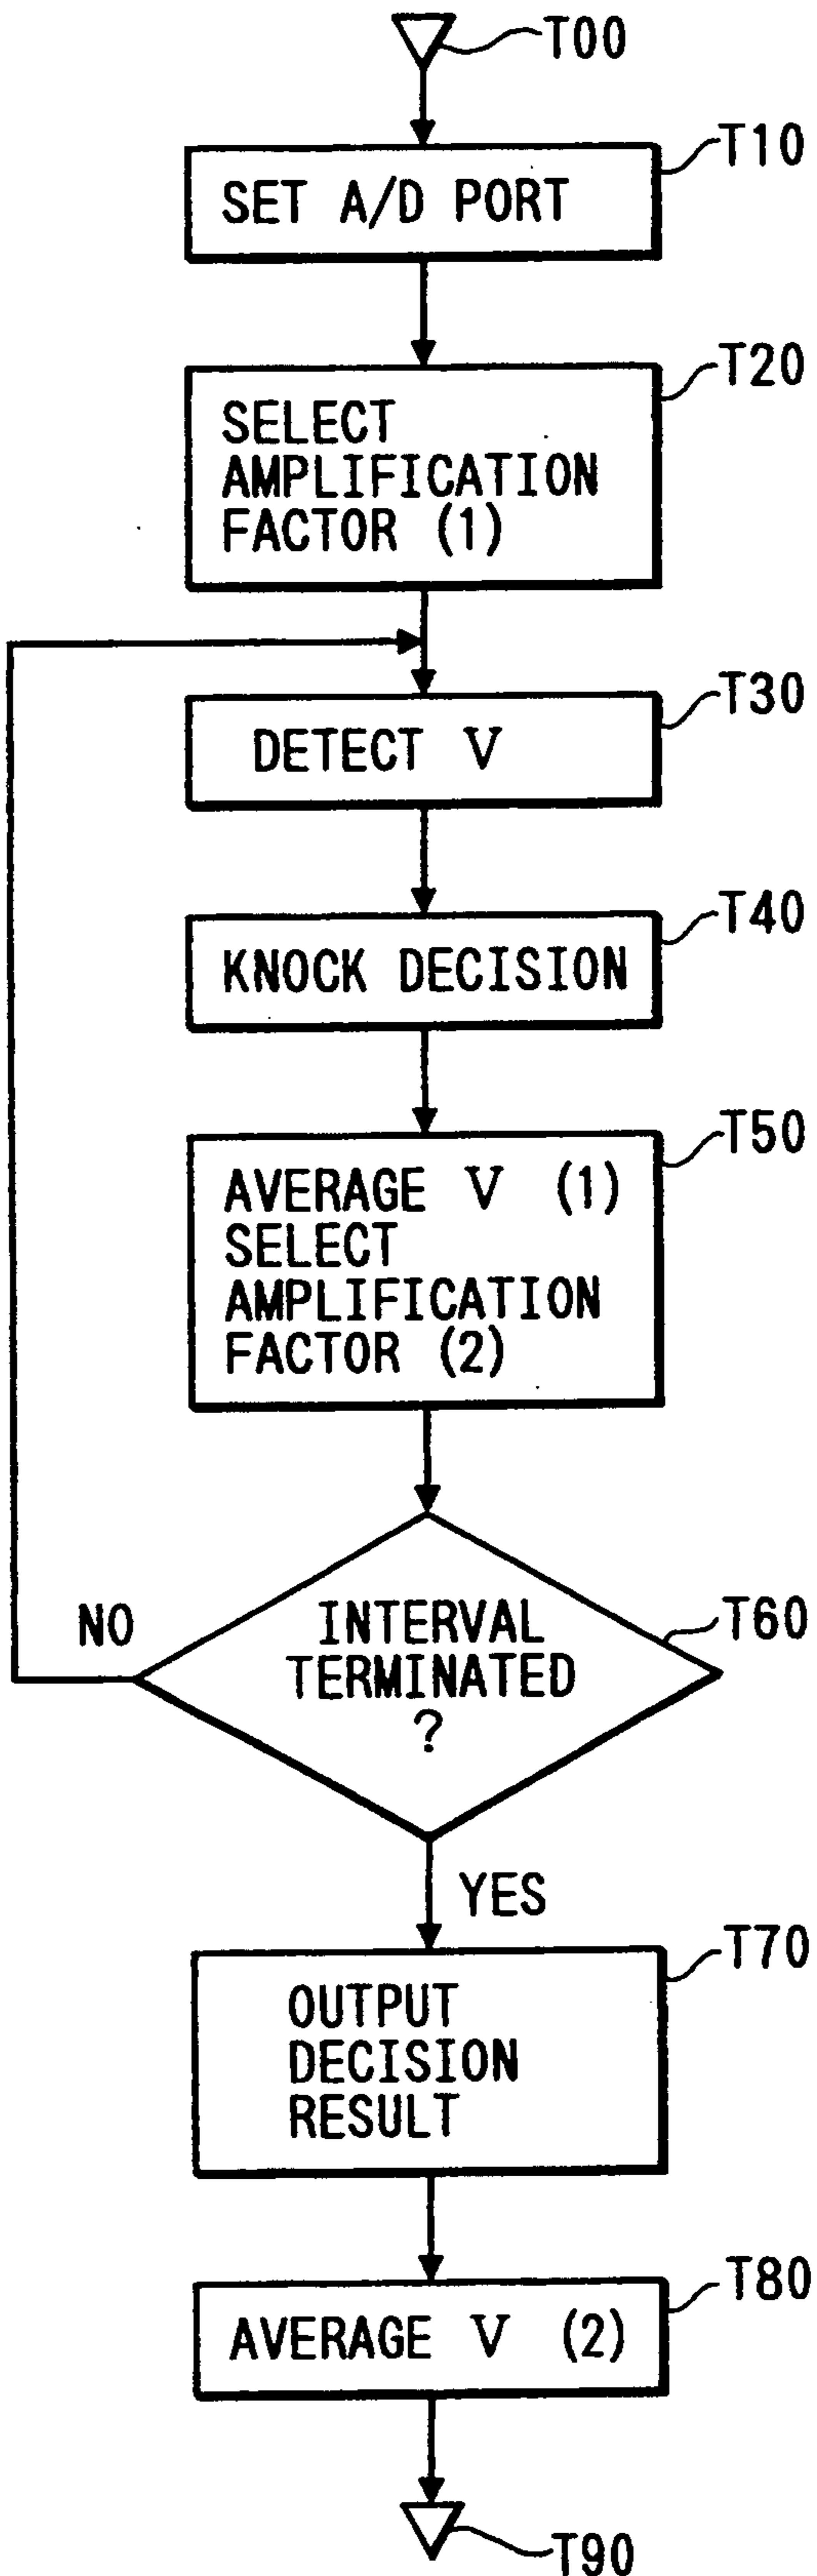 T00
T10
SET A/D PORT
T20
SELECT
AMPLIFICATION
FACTOR (1)
T30
DETECT V
T40
KNOCK DECISION
T50
AVERAGE V (1)
SELECT
AMPLIFICATION
FACTOR (2)
T60
NO
INTERVAL
TERMINATED
?
YES
T70
OUTPUT
DECISION
RESULT
T80
AVERAGE V (2)
T90